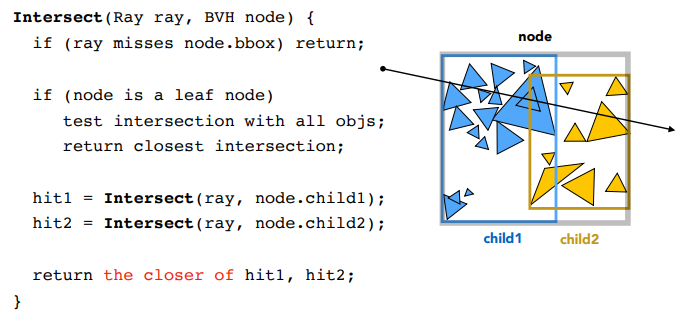 Intersect(Ray ray, BVH node) {
if (ray misses node.bbox) return;
if (node is a leaf node)
test intersection with all objs;
return closest intersection;
hit1 = Intersect(ray, node.child1);
hit2 = Intersect(ray, node.child2);
return the closer of hit1, hit2;
}
node
child1
child2